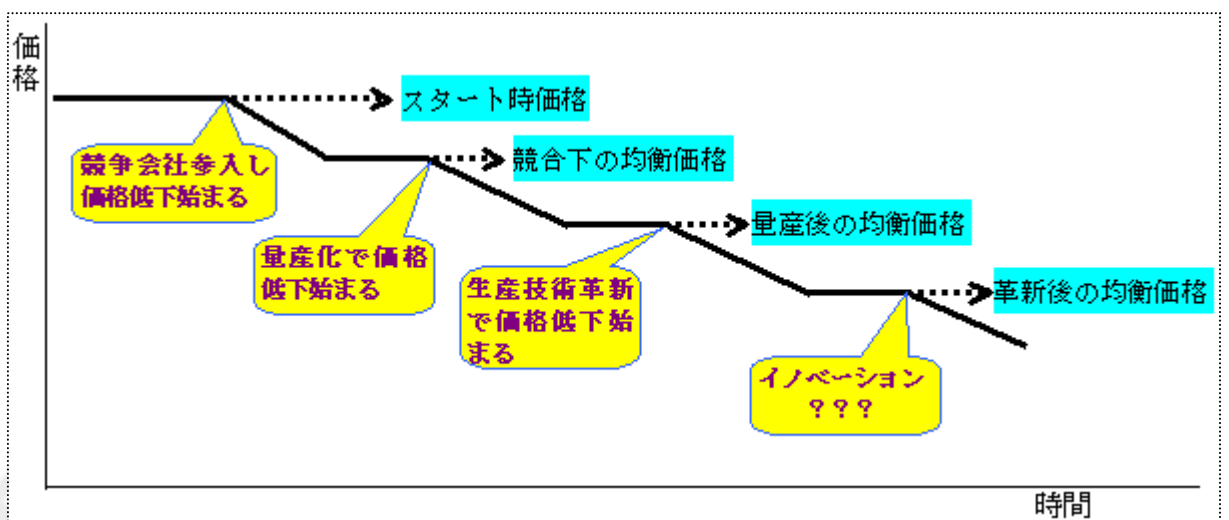 価
格
スタート時価格
競争会社参入し
価格低下始まる
競合下の均衡価格
量産化で価格
低下始まる
量産後の均衡価格
生産技術革新
で価格低下始
まる
革新後の均衡価格
イノベーション
？？？
時間